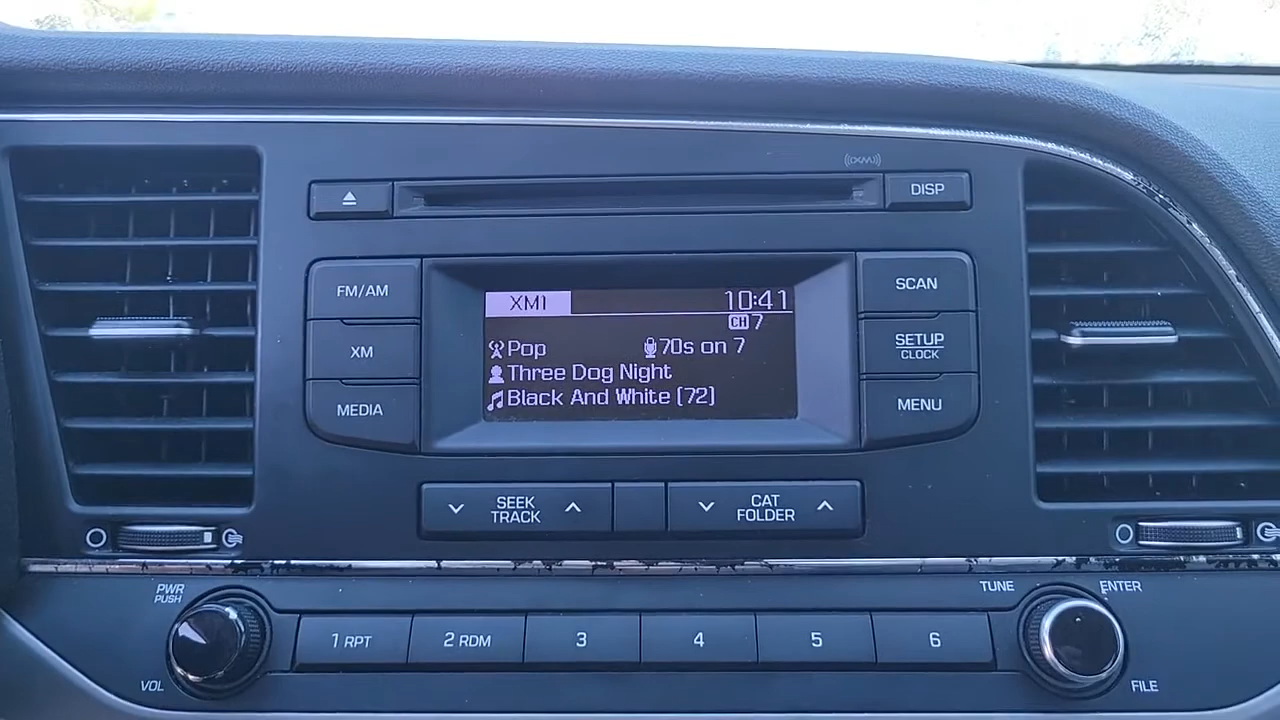 ((XM))
DISP
FM/AM
XM
MEDIA
XM1 10:41
CH 7
Pop 70s on 7
Three Dog Night
Black And White (72)
SCAN
SETUP
CLOCK
MENU
SEEK
TRACK
CAT
FOLDER
PWR
PUSH
VOL
1 RPT
2 RDM
3
4
5
6
TUNE
ENTER
FILE